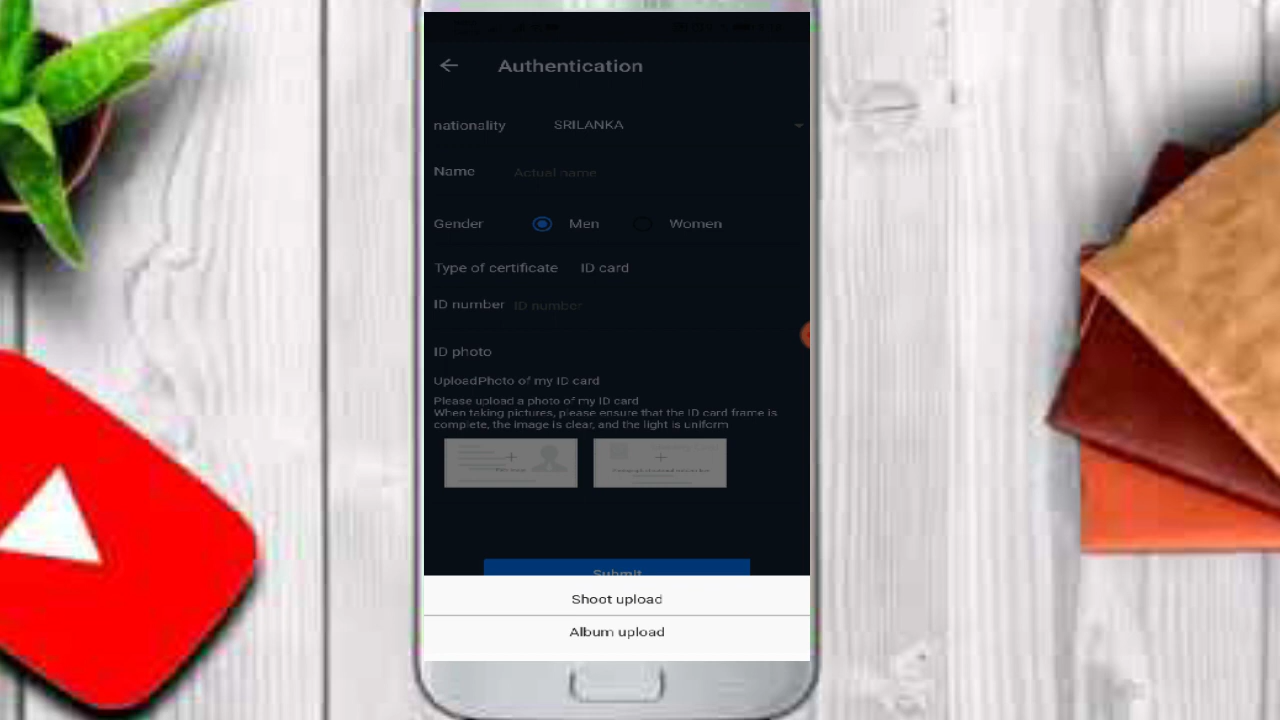 Authentication
nationality SRILANKA
Name Actual name
Gender Men Women
Type of certificate ID card
ID number ID number
ID photo
UploadPhoto of my ID card
Please upload a photo of my ID card
When taking pictures, please ensure that the ID card frame is
complete, the image is clear, and the light is uniform
Submit
Shoot upload
Album upload